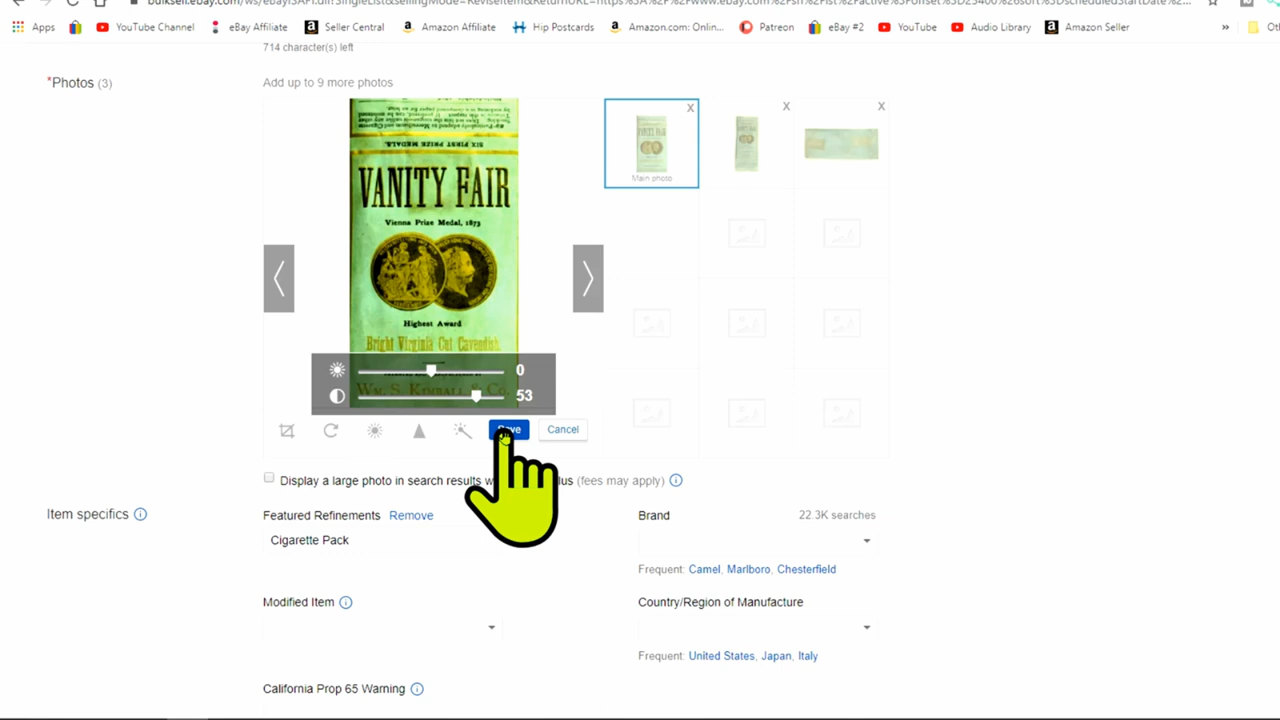 Apps YouTube Channel eBay Affiliate Seller Central Amazon Affiliate Hip Postcards Amazon.com: Onlin... Patreon eBay #2 YouTube Audio Library Amazon Seller »
714 character(s) left
*Photos (3)
Add up to 9 more photos
X X X
SIX FIRST PRIZE MEDALS
VANITY FAIR
Vienna Prize Medal, 1873
Main photo
Highest Award
Bright Virginia Cut Cavendish
0
WM. S. KIMBALL & CO.
53
Save Cancel
Display a large photo in search results (fees may apply)
Item specifics
Featured Refinements Remove
Brand 22.3K searches
Cigarette Pack
Frequent: Camel, Marlboro, Chesterfield
Modified Item
Country/Region of Manufacture
Frequent: United States, Japan, Italy
California Prop 65 Warning